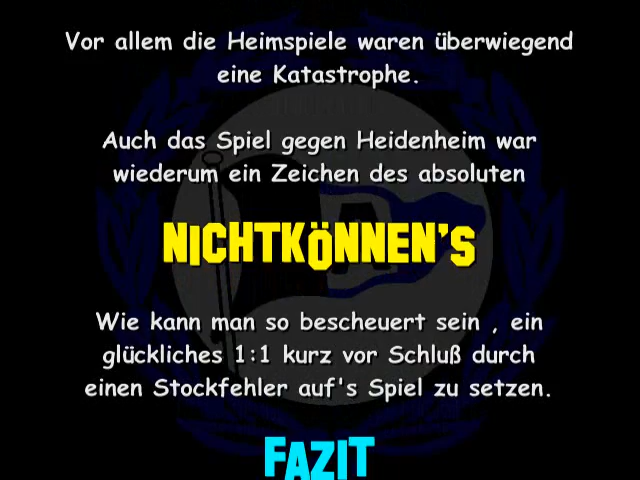 Vor allem die Heimspiele waren überwiegend
eine Katastrophe.
Auch das Spiel gegen Heidenheim war
wiederum ein Zeichen des absoluten
NICHTKÖNNEN'S
Wie kann man so bescheuert sein , ein
glückliches 1:1 kurz vor Schluß durch
einen Stockfehler auf's Spiel zu setzen.
FAZIT